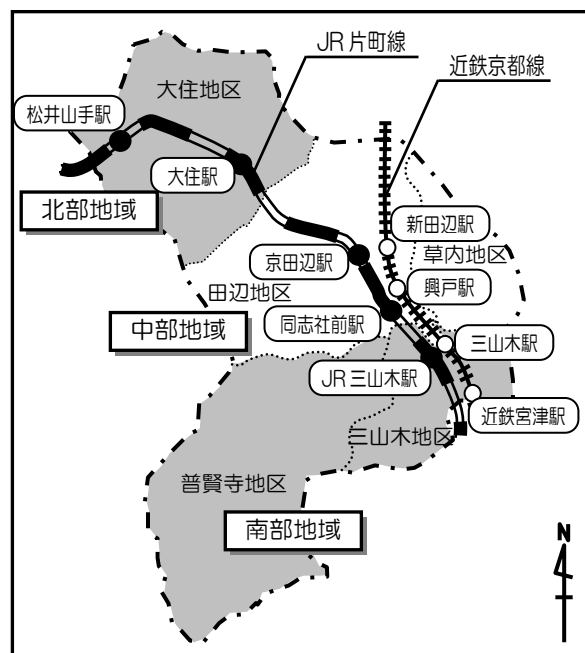 JR片町線
近鉄京都線
大住地区
松井山手駅
大住駅
北部地域
新田辺駅
草内地区
京田辺駅
興戸駅
田辺地区
中部地域
同志社前駅
三山木駅
JR三山木駅
近鉄宮津駅
三山木地区
普賢寺地区
南部地域
N